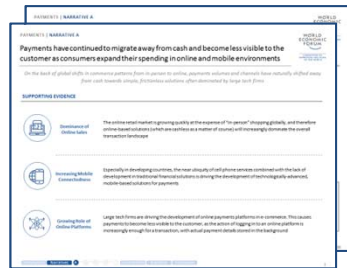 PAYMENTS | NARRATIVE A
WORLD
PAYMENTS | NARRATIVE A
WORLD
ECONOMIC
FORUM
Payments have continued to migrate away from cash and become less visible to the
customer as consumers expand their spending in online and mobile environments
On the back of global shifts in commerce patterns from in-person to online, payments volumes and channels have naturally shifted away
from cash towards simple, frictionless solutions often dominated by large tech firms
SUPPORTING EVIDENCE
Dominance of
Online Sales
The online retail market is growing quickly at the expense of "in-person" shopping globally, and therefore
online-based solutions (which are cashless as a matter of course) will increasingly dominate the overall
transaction landscape
Increasing Mobile
Connectedness
Especially in developing countries, the near ubiquity of cell phone services combined with the lack of
development in traditional financial solutions is driving the development of technologically-advanced,
mobile-based solutions for payments
Growing Role of
Online Platforms
Large tech firms are driving the development of online payments platforms in e-commerce. This causes
payments to become less visible to the customer, as the action of logging in to an online platform is
increasingly enough for a transaction, with actual payment details stored in the background